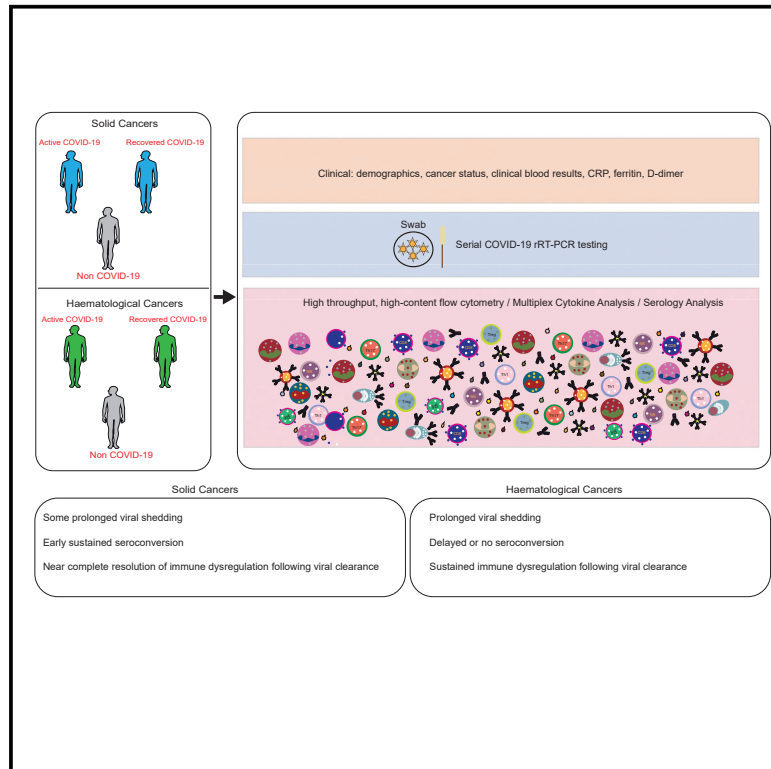 Solid Cancers
Active COVID-19
Recovered COVID-19
Non COVID-19
Haematological Cancers
Active COVID-19
Recovered COVID-19
Non COVID-19
Clinical: demographics, cancer status, clinical blood results, CRP, ferritin, D-dimer
Swab
Serial COVID-19 rRT-PCR testing
High throughput, high-content flow cytometry / Multiplex Cytokine Analysis / Serology Analysis
Solid Cancers
Some prolonged viral shedding
Early sustained seroconversion
Near complete resolution of immune dysregulation following viral clearance
Haematological Cancers
Prolonged viral shedding
Delayed or no seroconversion
Sustained immune dysregulation following viral clearance